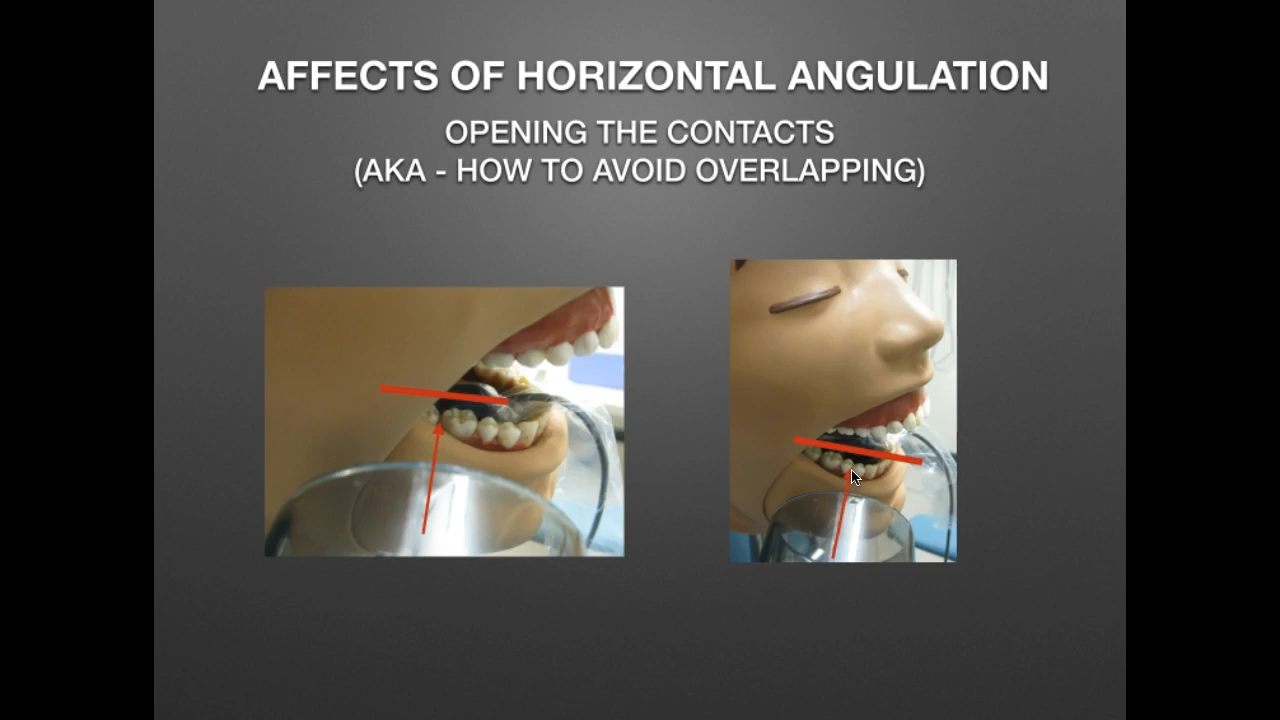 AFFECTS OF HORIZONTAL ANGULATION
OPENING THE CONTACTS
(AKA - HOW TO AVOID OVERLAPPING)